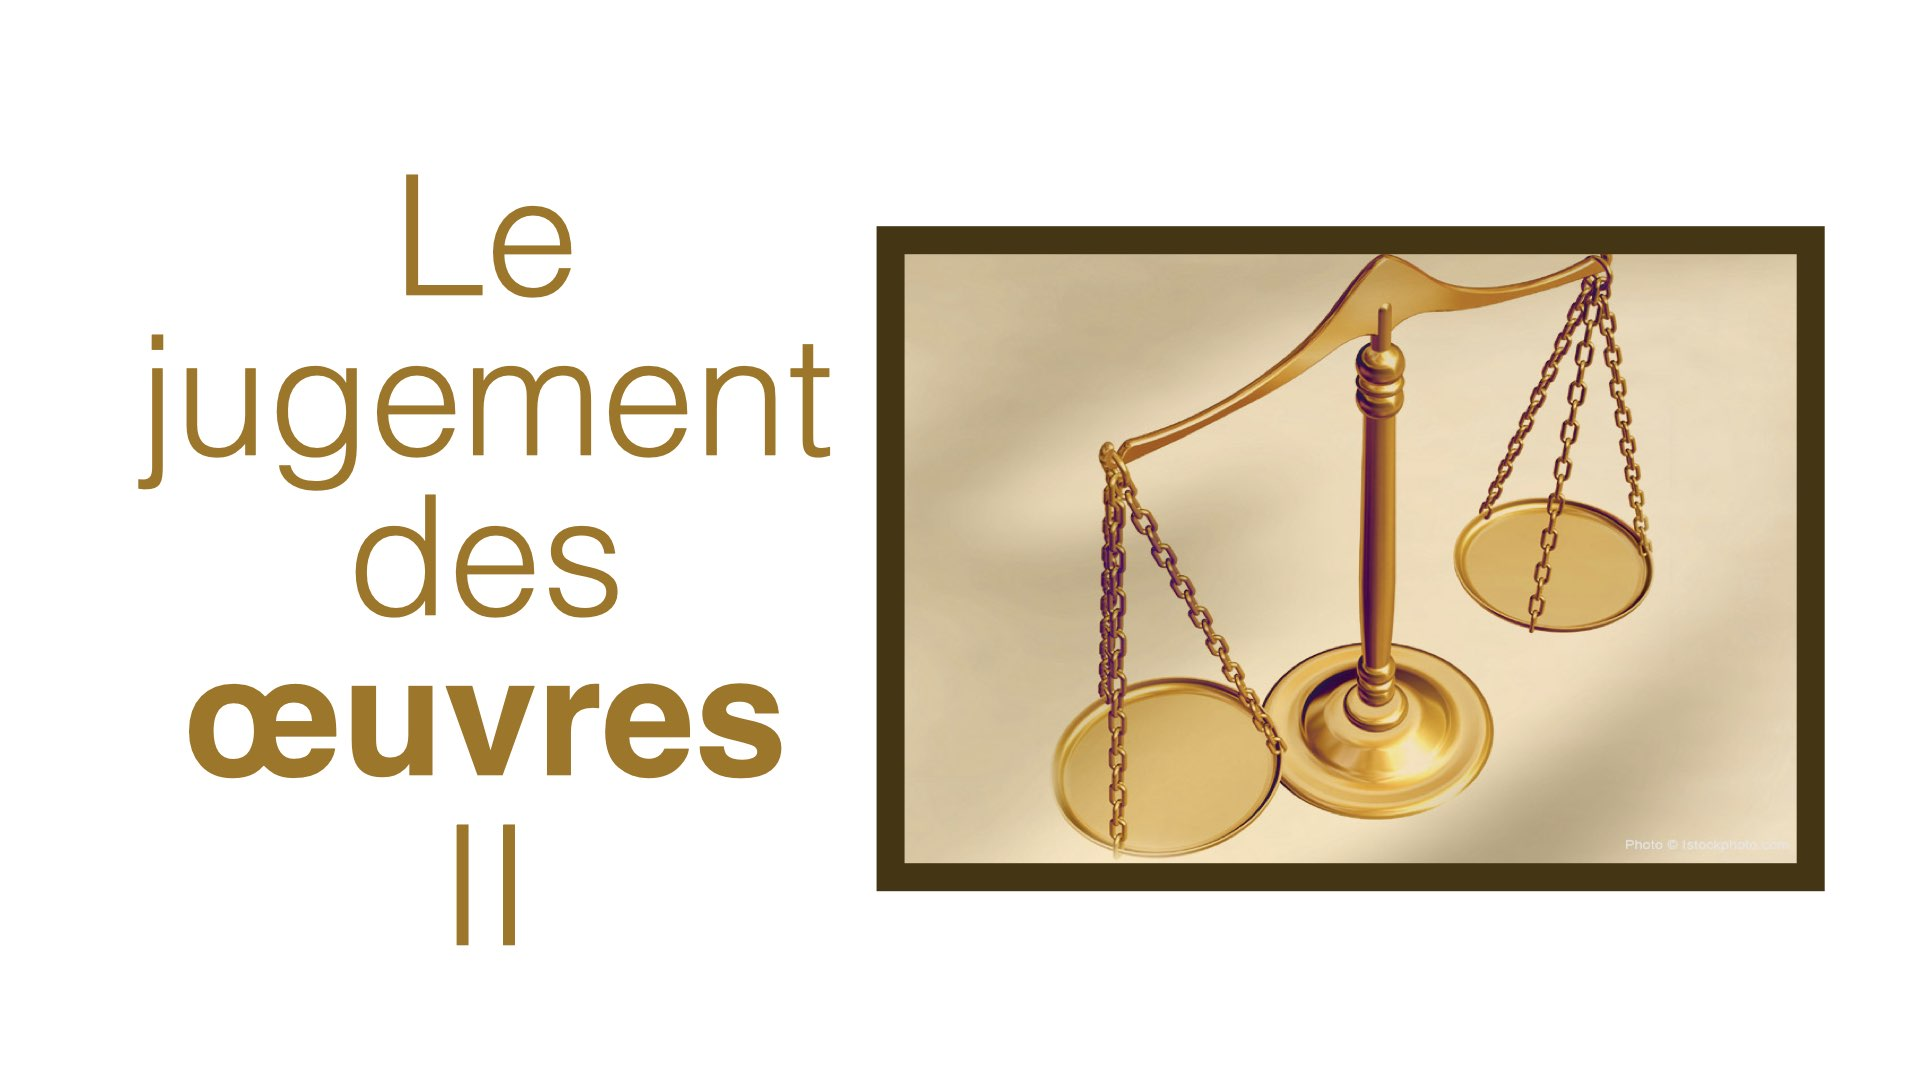 Le
jugement
des
œuvres
II
Photo © Istockphoto.com